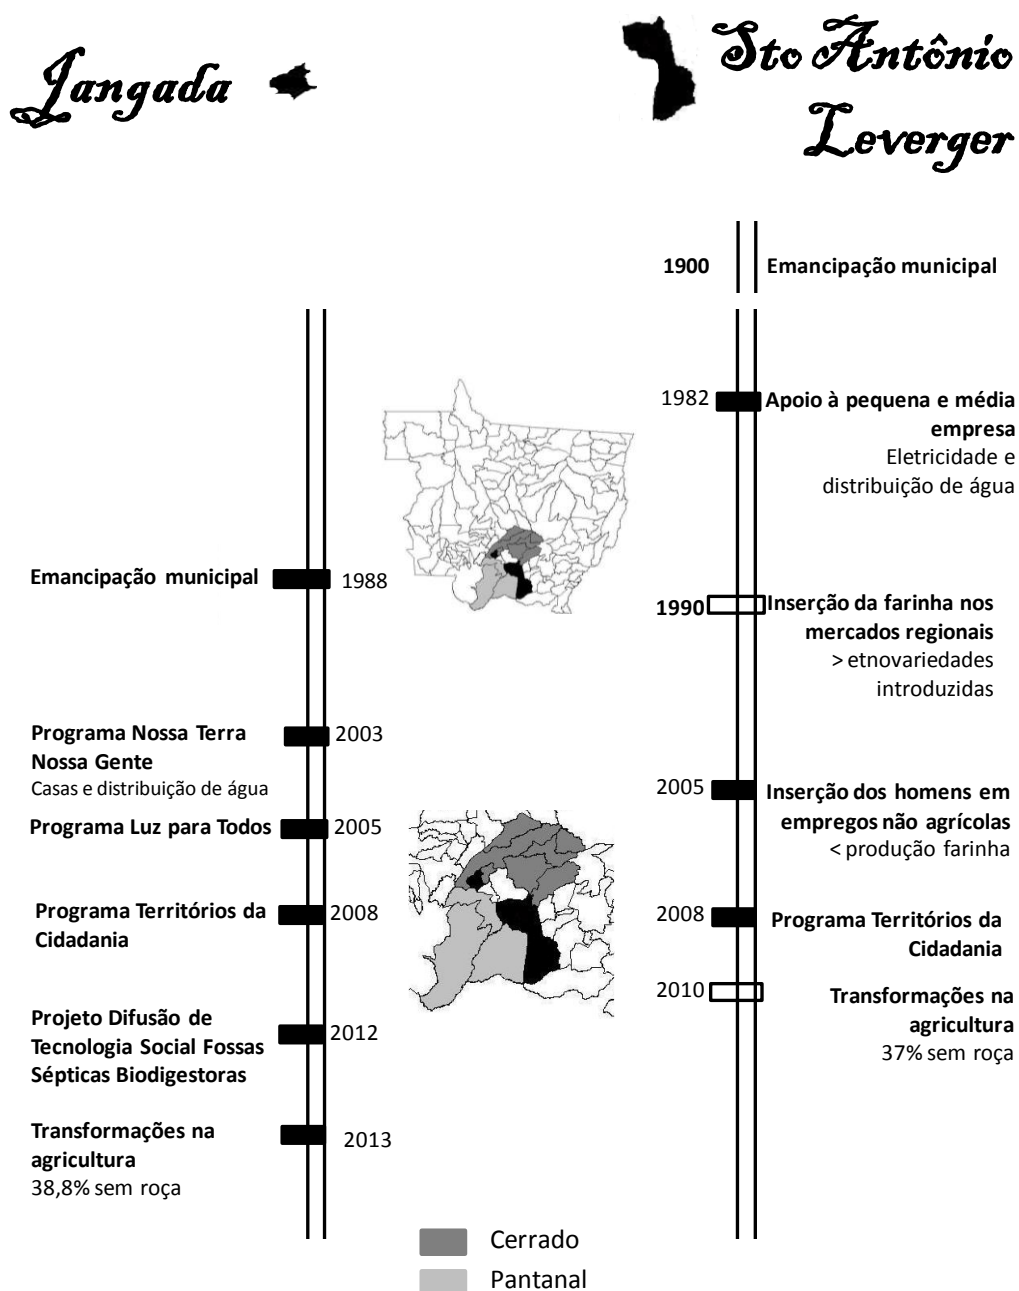 Jangada
Sto Antônio
Leverger
Emancipação municipal
1988
Programa Nossa Terra
Nossa Gente
Casas e distribuição de água
2003
Programa Luz para Todos
2005
Programa Territórios da
Cidadania
2008
Projeto Difusão de
Tecnologia Social Fossas
Sépticas Biodigestoras
2012
Transformações na
agricultura
38,8% sem roça
2013
1900
Emancipação municipal
1982
Apoio à pequena e média
empresa
Eletricidade e
distribuição de água
1990
Inserção da farinha nos
mercados regionais
> etnovariedades
introduzidas
2005
Inserção dos homens em
empregos não agrícolas
< produção farinha
2008
Programa Territórios da
Cidadania
2010
Transformações na
agricultura
37% sem roça
Cerrado
Pantanal